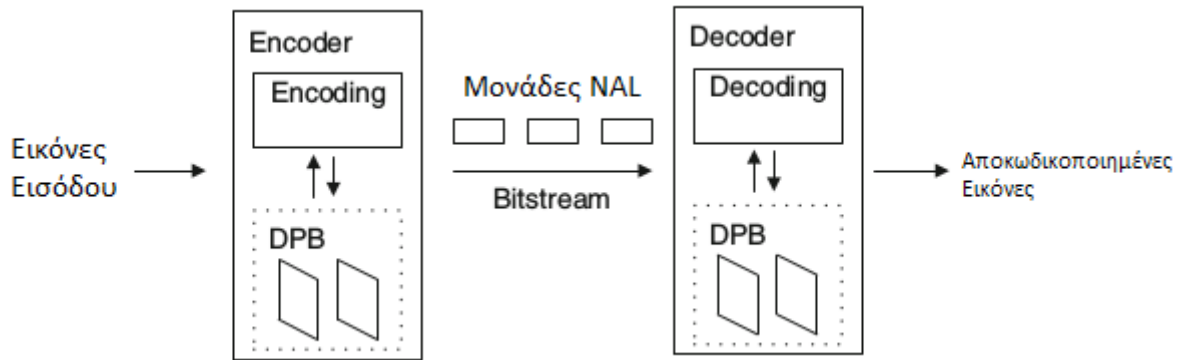 Εικόνες
Εισόδου
Encoder
Encoding
DPB
Μονάδες NAL
Bitstream
Decoder
Decoding
DPB
Αποκωδικοποιημένες
Εικόνες